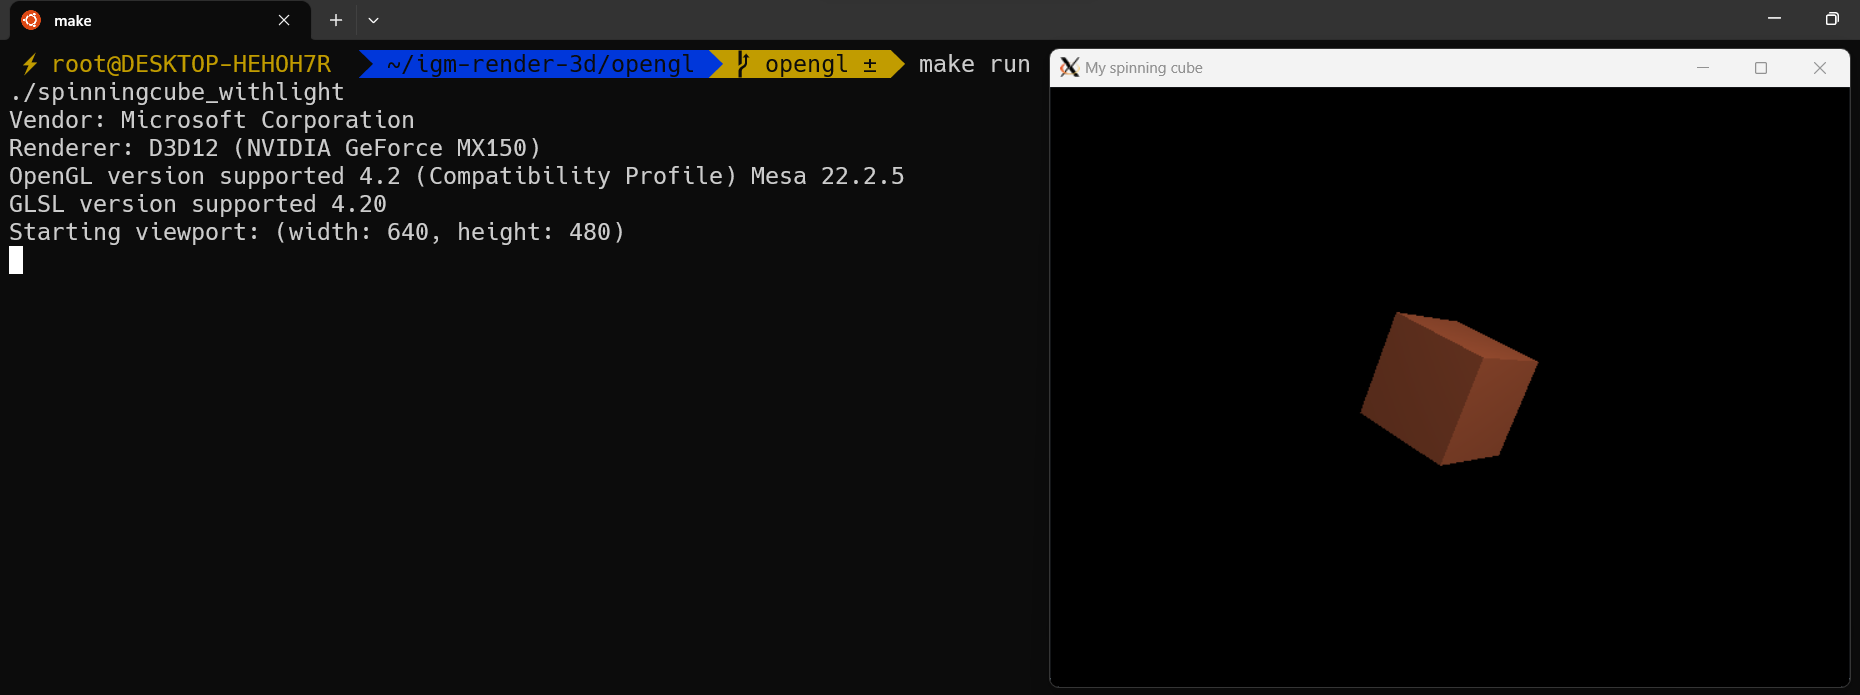 make
⚡ root@DESKTOP-HEHOH7R ~/igm-render-3d/opengl opengl ± make run
./spinningcube_withlight
Vendor: Microsoft Corporation
Renderer: D3D12 (NVIDIA GeForce MX150)
OpenGL version supported 4.2 (Compatibility Profile) Mesa 22.2.5
GLSL version supported 4.20
Starting viewport: (width: 640, height: 480)
My spinning cube